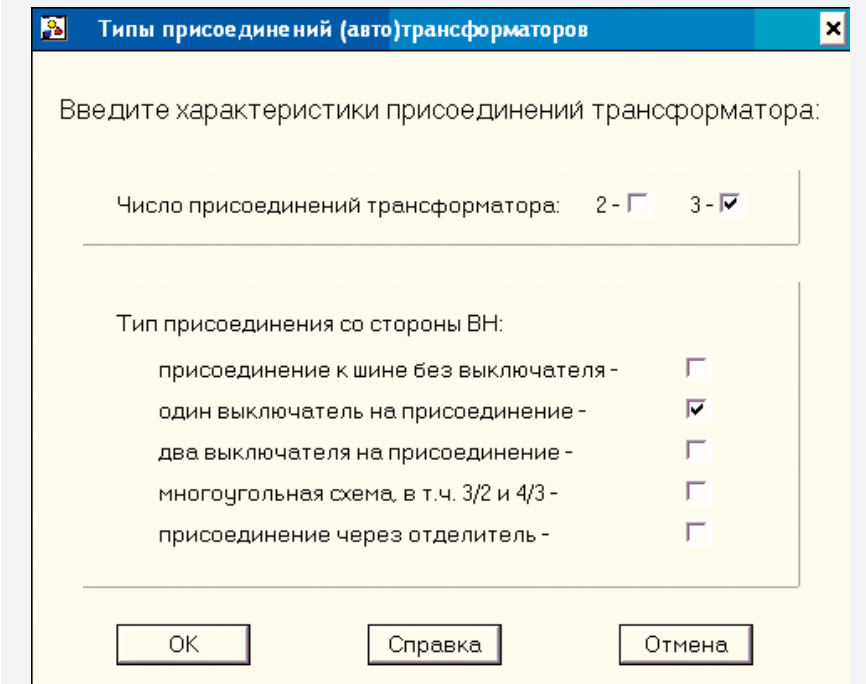 Типы присоединений (авто)трансформаторов
Введите характеристики присоединений трансформатора:
Число присоединений трансформатора: 2 - 3 -
Тип присоединения со стороны ВН:
присоединение к шине без выключателя -
один выключатель на присоединение -
два выключателя на присоединение -
многоугольная схема, в т.ч. 3/2 и 4/3 -
присоединение через отделитель -
OK Справка Отмена